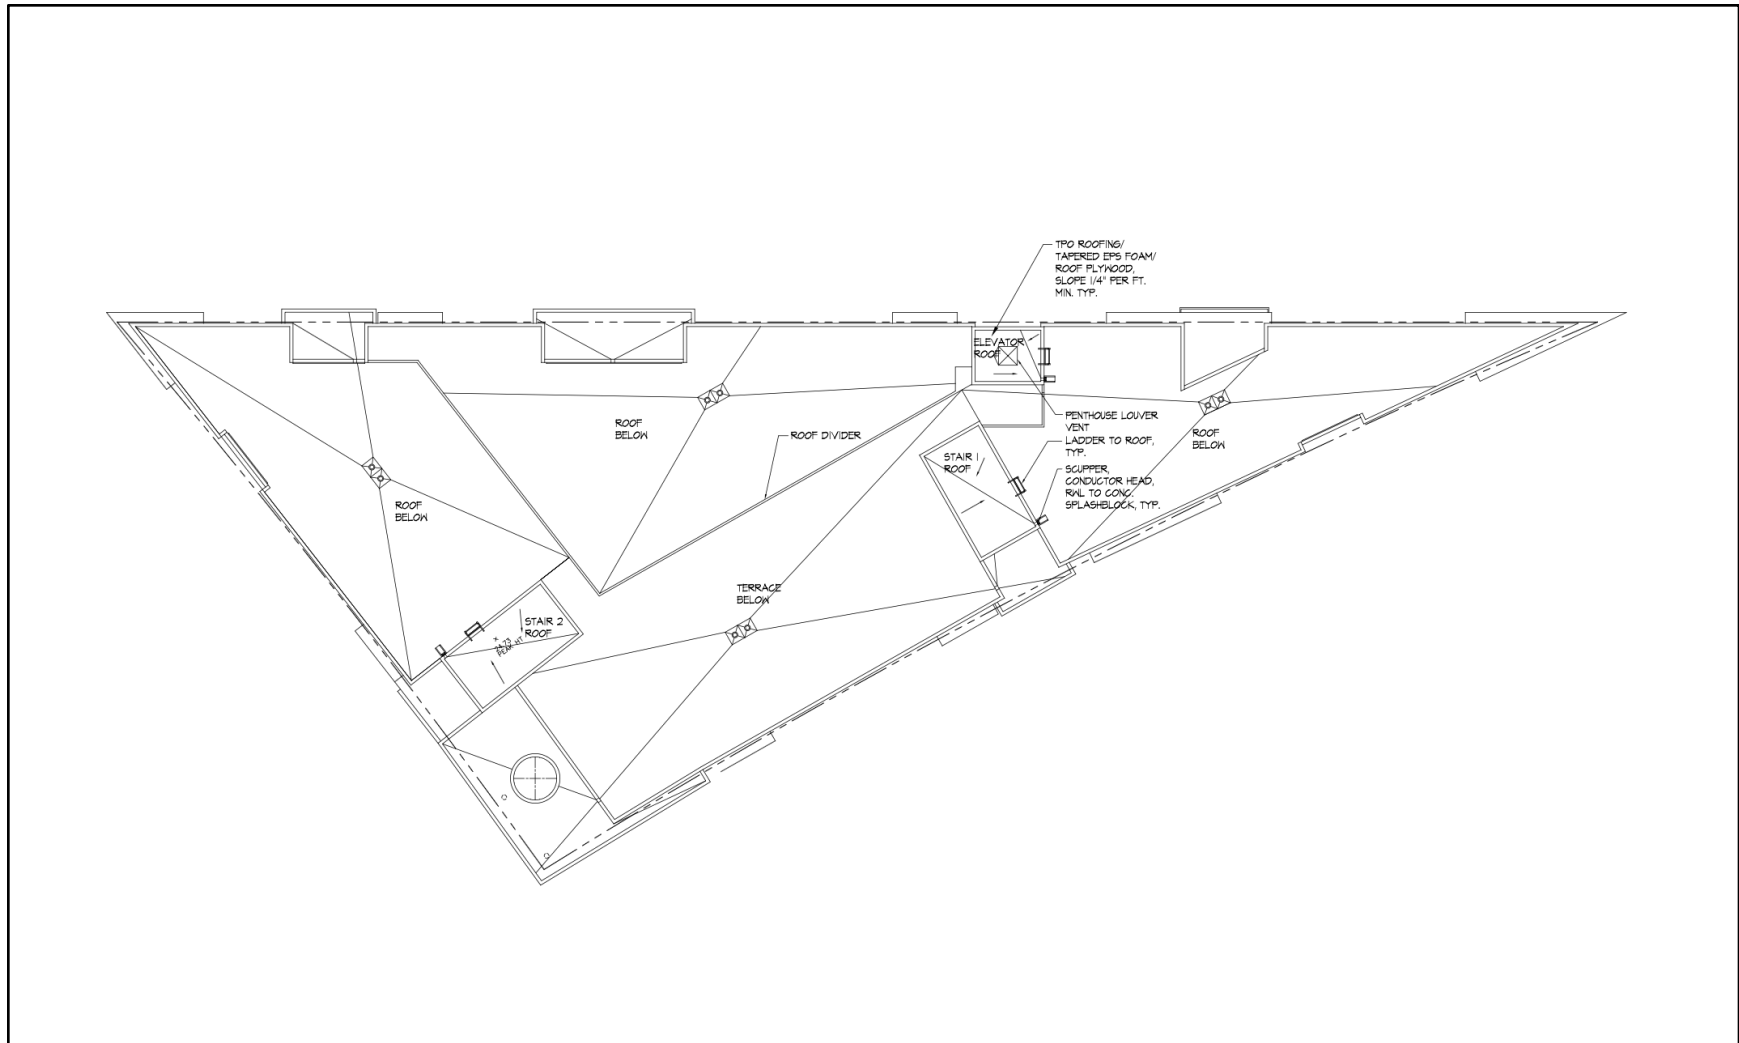 TPO ROOFING/
TAPERED EPS FOAM/
ROOF PLYWOOD,
SLOPE 1/4" PER FT.
MIN. TYP.
ELEVATOR
ROOF
PENTHOUSE LOUVER
VENT
LADDER TO ROOF,
TYP.
SCUPPER,
CONDUCTOR HEAD,
RWL TO CONC.
SPLASHBLOCK, TYP.
ROOF
BELOW
ROOF DIVIDER
STAIR 1
ROOF
ROOF
BELOW
ROOF
BELOW
TERRACE
BELOW
STAIR 2
ROOF
PEAK HT